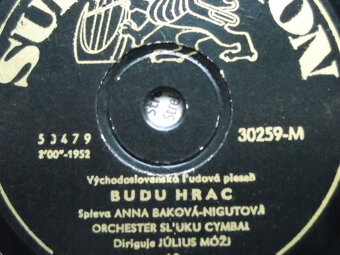 SUPRAPHON
53479
30259-M
2'00"-1952
Východoslovenská ľudová pieseň
BUDU HRAC
Spieva ANNA BAKOVÁ-NIGUTOVÁ
ORCHESTER SĽUKU CYMBAL
Diriguje JÚLIUS MÓŽI